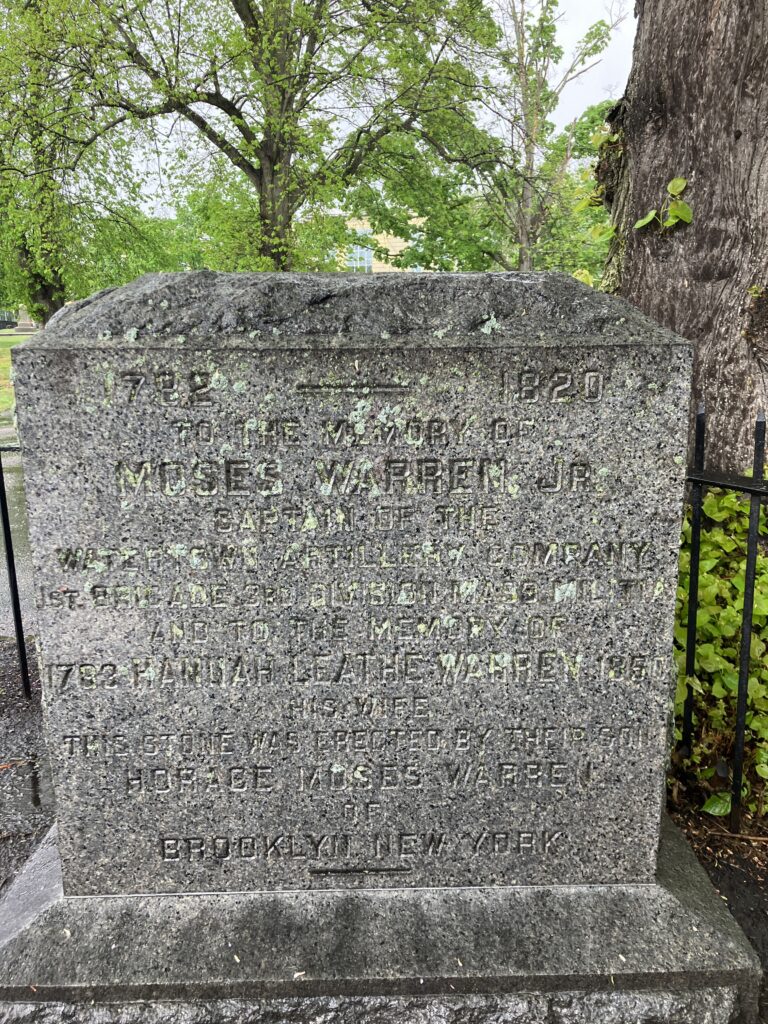 1782 1820
TO THE MEMORY OF
MOSES WARREN, JR.
CAPTAIN OF THE
WATERTOWN ARTILLERY COMPANY
1ST. BRIGADE 3RD DIVISION MASS. MILITIA
AND TO THE MEMORY OF
1783 HANNAH LEATHE WARREN 1850
HIS WIFE
THIS STONE WAS ERECTED BY THEIR SON
HORACE MOSES WARREN
OF
BROOKLYN NEW YORK